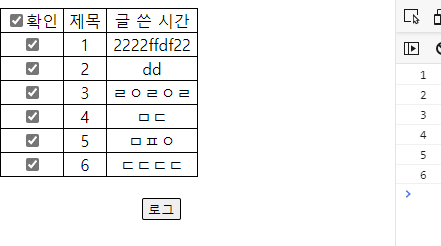 확인 제목 글 쓴 시간
1 2222ffdf22
2 dd
3 ㄹㅇㄹㅇㄹ
4 ㅁㄷ
5 ㅁㅍㅇ
6 ㄷㄷㄷㄷ
로그
1
2
3
4
5
6